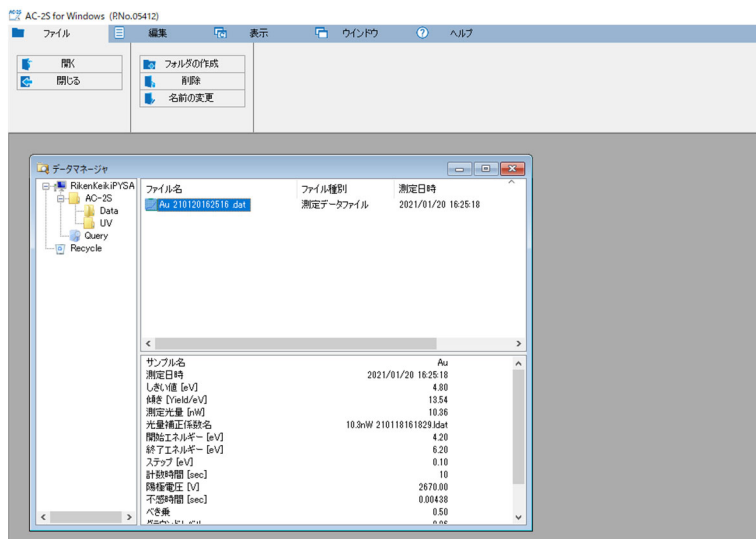 AC-2S for Windows (P.No.05412)
ファイル 編集 表示 ウインドウ ヘルプ
開く
閉じる
フォルダの作成
削除
名前の変更
データマネージャ
RikenKeikiPYSA
AC-2S
Data
UV
Query
Recycle
ファイル名 ファイル種別 測定日時
Au 210120162516 .dat 測定データファイル 2021/01/20 16:25:18
サンプル名 Au
測定日時 2021/01/20 16:25:18
しきい値 [eV] 4.80
傾き [Yield/eV] 13.54
測定光量 [nW] 10.36
光量補正係数名 10.3nW 210118161829.ldat
開始エネルギー [eV] 4.20
終了エネルギー [eV] 6.20
ステップ [eV] 0.10
計数時間 [sec] 10
陽極電圧 [V] 2670.00
不感時間 [sec] 0.00438
べき乗 0.50